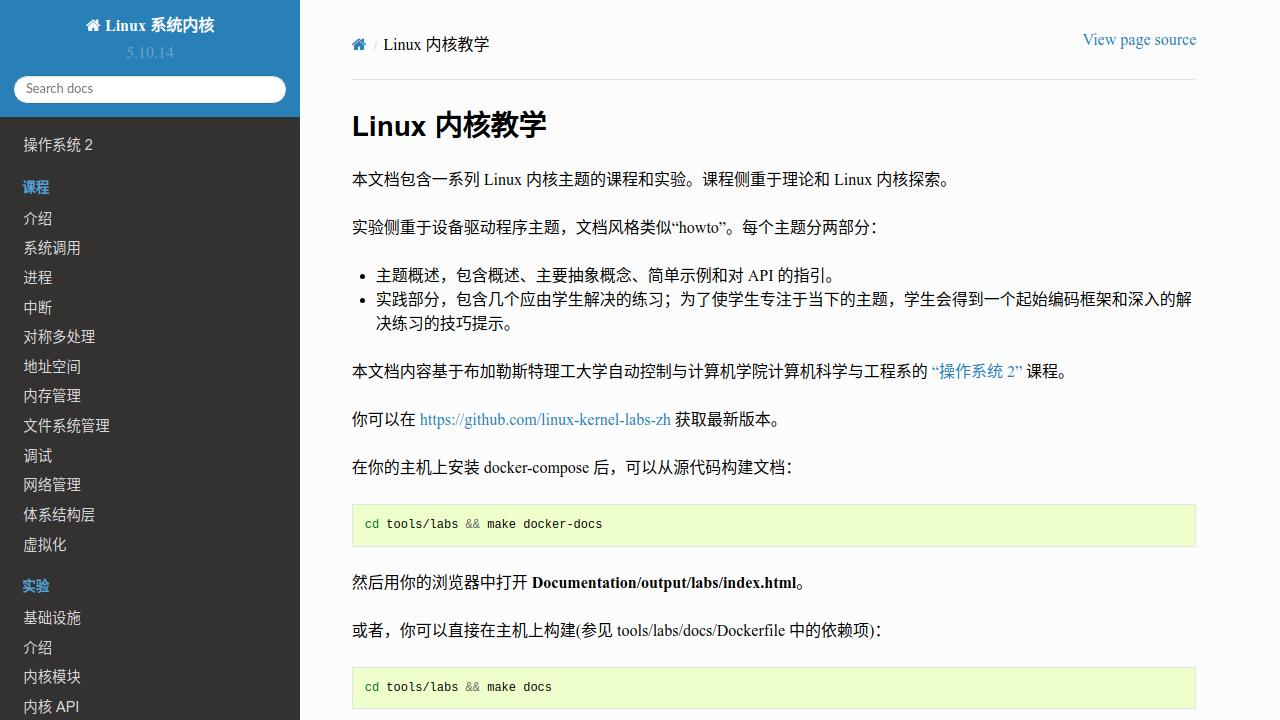 Linux 系统内核
5.10.14
Search docs
操作系统 2
课程
介绍
系统调用
进程
中断
对称多处理
地址空间
内存管理
文件系统管理
调试
网络管理
体系结构层
虚拟化
实验
基础设施
介绍
内核模块
内核 API
/ Linux 内核教学
View page source
Linux 内核教学
本文档包含一系列 Linux 内核主题的课程和实验。课程侧重于理论和 Linux 内核探索。
实验侧重于设备驱动程序主题，文档风格类似“howto”。每个主题分两部分：
• 主题概述，包含概述、主要抽象概念、简单示例和对 API 的指引。
• 实践部分，包含几个应由学生解决的练习；为了使学生专注于当下的主题，学生会得到一个起始编码框架和深入的解
决练习的技巧提示。
本文档内容基于布加勒斯特理工大学自动控制与计算机学院计算机科学与工程系的 “操作系统 2” 课程。
你可以在 https://github.com/linux-kernel-labs-zh 获取最新版本。
在你的主机上安装 docker-compose 后，可以从源代码构建文档：
cd tools/labs && make docker-docs
然后用你的浏览器中打开 Documentation/output/labs/index.html。
或者，你可以直接在主机上构建(参见 tools/labs/docs/Dockerfile 中的依赖项)：
cd tools/labs && make docs